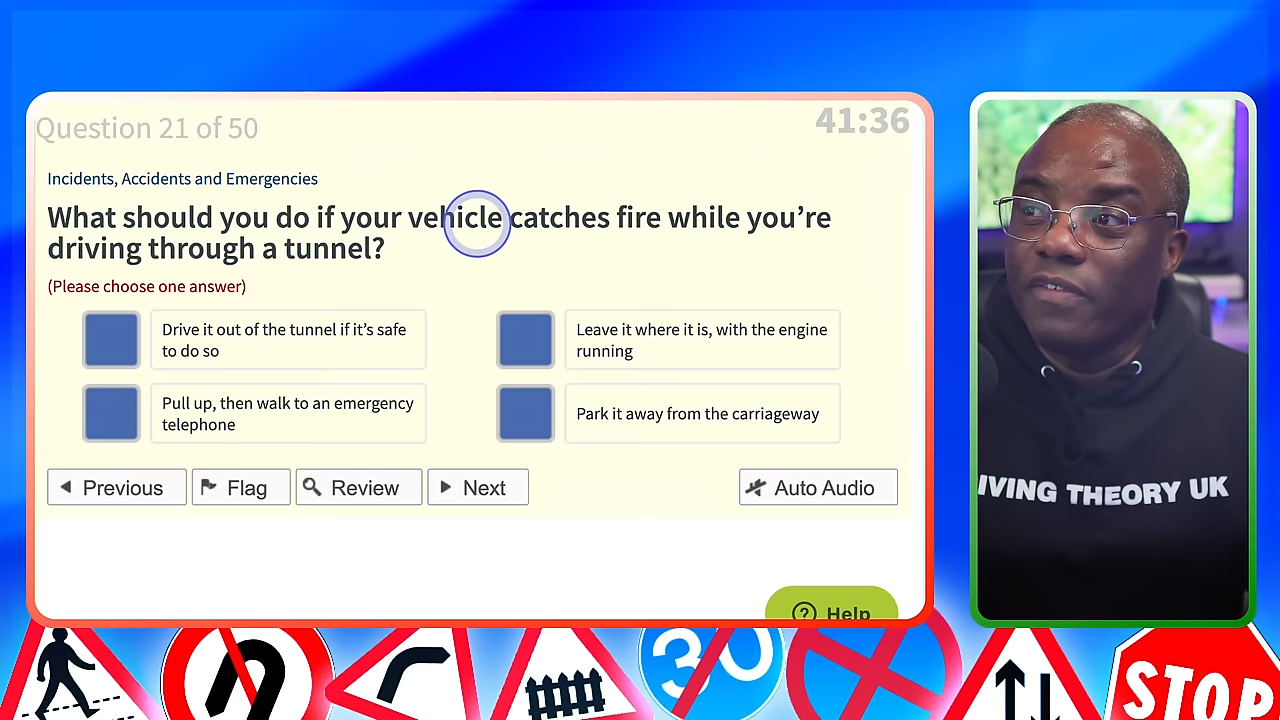 Question 21 of 50
41:36
Incidents, Accidents and Emergencies
What should you do if your vehicle catches fire while you’re
driving through a tunnel?
(Please choose one answer)
Drive it out of the tunnel if it’s safe
to do so
Leave it where it is, with the engine
running
Pull up, then walk to an emergency
telephone
Park it away from the carriageway
Previous
Flag
Review
Next
Auto Audio
? Help
IVING THEORY UK
30
STOP